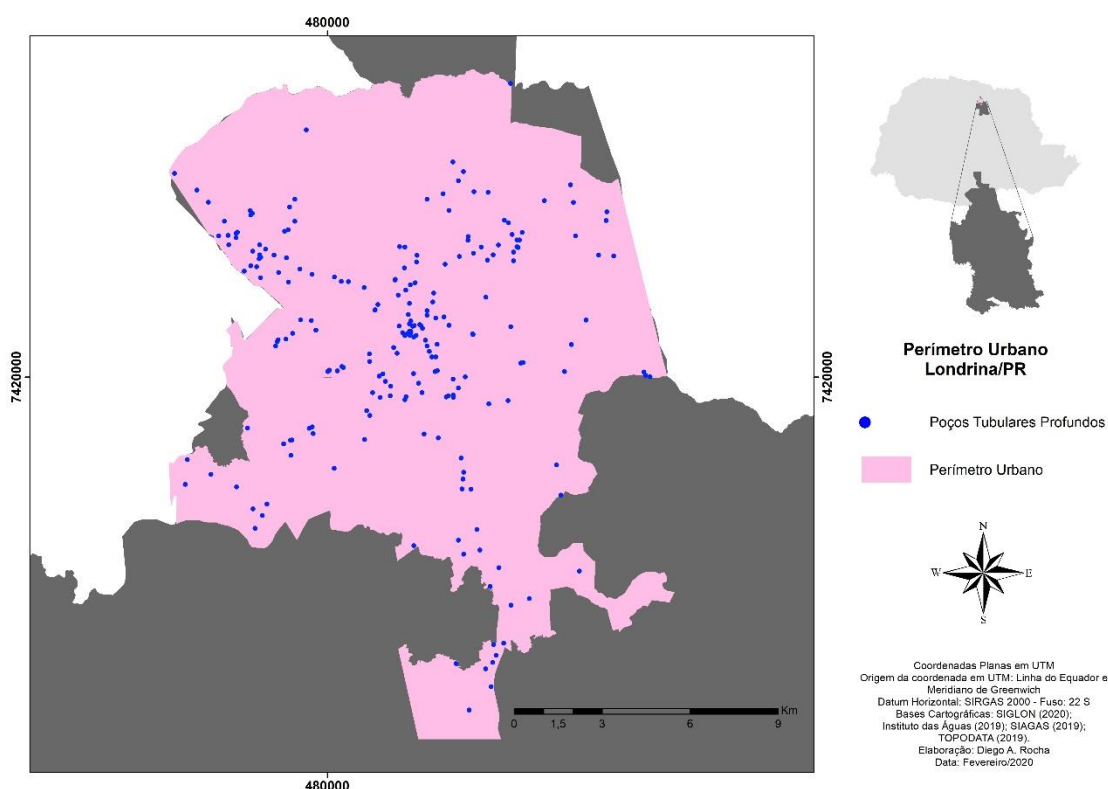 480000
7420000
7420000
0
1,5
3
6
9
Km
480000
Perímetro Urbano
Londrina/PR
Poços Tubulares Profundos
Perímetro Urbano
N
W
E
S
Coordenadas Planas em UTM
Origem da coordenada em UTM: Linha do Equador e
Meridiano de Greenwich
Datum Horizontal: SIRGAS 2000 - Fuso: 22 S
Bases Cartográficas: SIGLON (2020);
Instituto das Águas (2019); SIAGAS (2019);
TOPODATA (2019).
Elaboração: Diego A. Rocha
Data: Fevereiro/2020